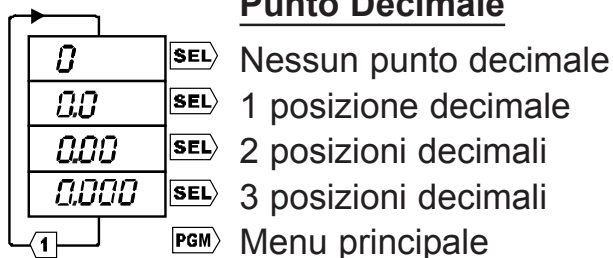 Punto Decimale
0 SEL Nessun punto decimale
0.0 SEL 1 posizione decimale
0.00 SEL 2 posizioni decimali
0.000 SEL 3 posizioni decimali
1 PGM Menu principale